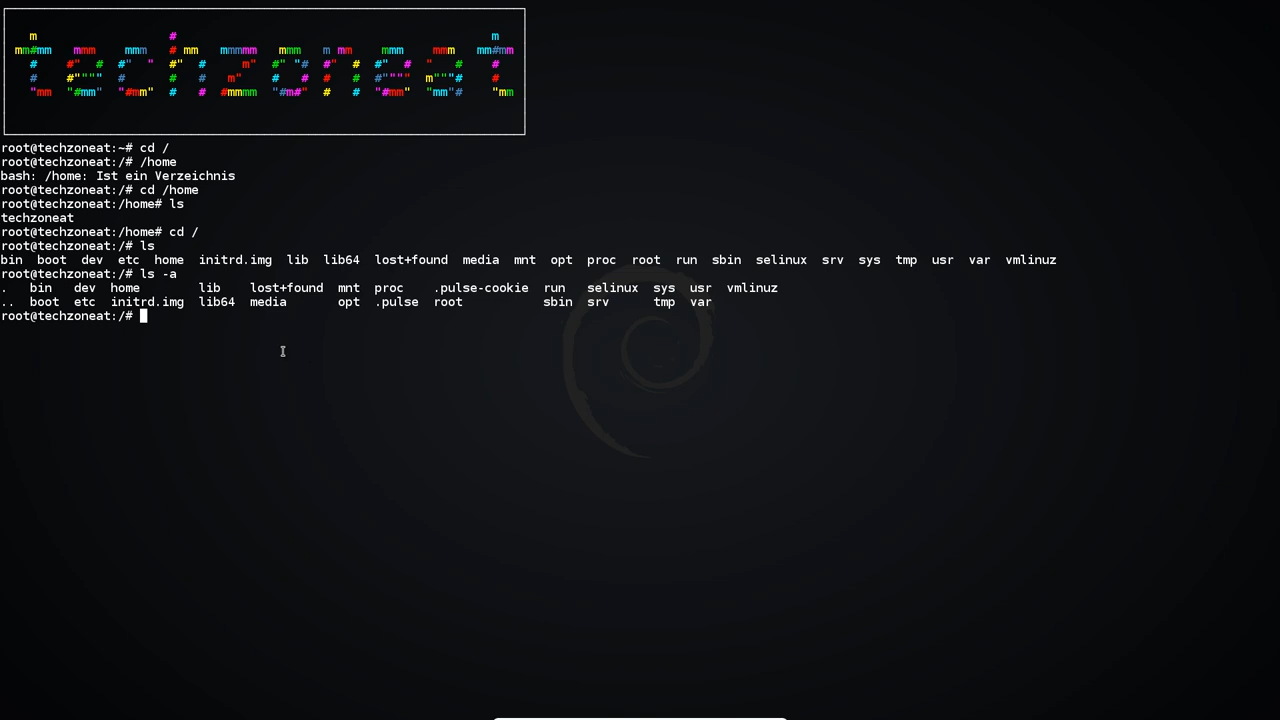 techzoneat
root@techzoneat:~# cd /
root@techzoneat:/# /home
bash: /home: Ist ein Verzeichnis
root@techzoneat:/# cd /home
root@techzoneat:/home# ls
techzoneat
root@techzoneat:/home# cd /
root@techzoneat:/# ls
bin  boot  dev  etc  home  initrd.img  lib  lib64  lost+found  media  mnt  opt  proc  root  run  sbin  selinux  srv  sys  tmp  usr  var  vmlinuz
root@techzoneat:/# ls -a
.   bin   dev  home        lib    lost+found  mnt  proc    .pulse-cookie  run   selinux  sys  usr  vmlinuz
..  boot  etc  initrd.img  lib64  media       opt  .pulse  root           sbin  srv      tmp  var
root@techzoneat:/#